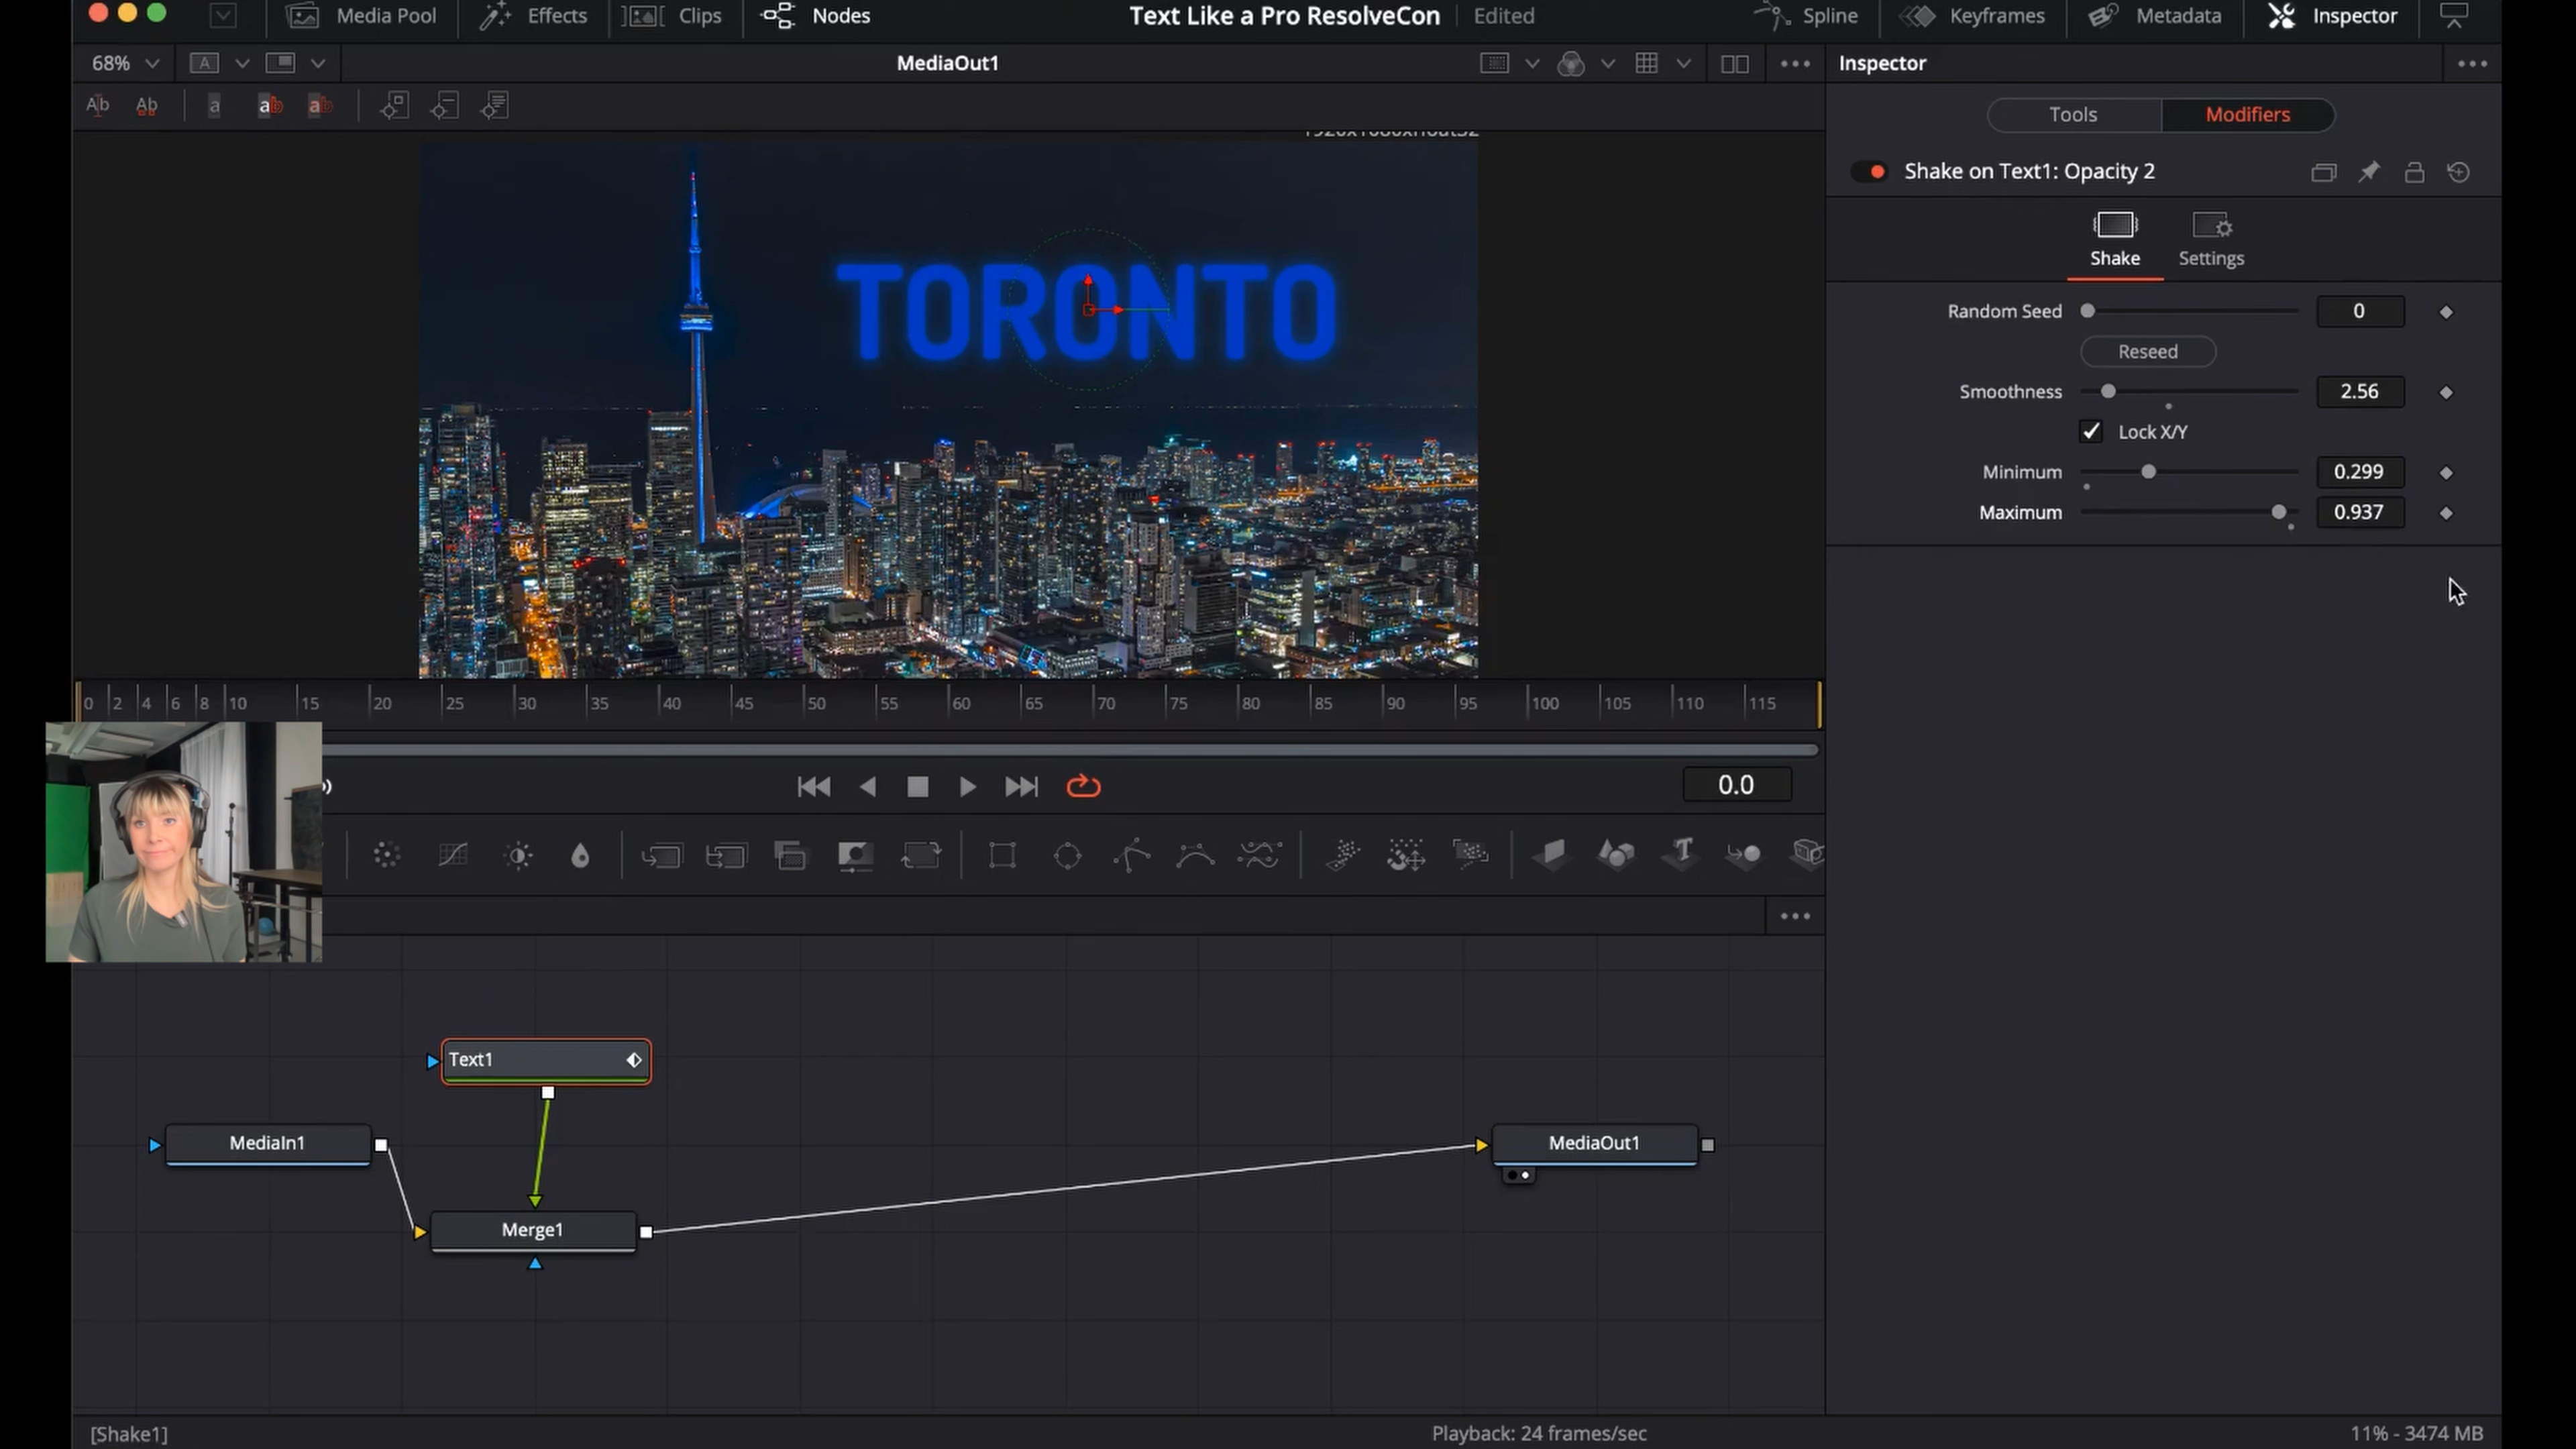 Media Pool
Effects
Clips
Nodes
Text Like a Pro ResolveCon
Edited
Spline
Keyframes
Metadata
Inspector
68%
A
MediaOut1
Inspector
Ab
Ab
a
ab
ab
Tools
Modifiers
Shake on Text1: Opacity 2
Shake
Settings
TORONTO
Random Seed
0
Reseed
Smoothness
2.56
Lock X/Y
Minimum
0.299
Maximum
0.937
0 2 4 6 8 10 15 20 25 30 35 40 45 50 55 60 65 70 75 80 85 90 95 100 105 110 115
0.0
T
Text1
MediaIn1
MediaOut1
Merge1
[Shake1]
Playback: 24 frames/sec
11% - 3474 MB